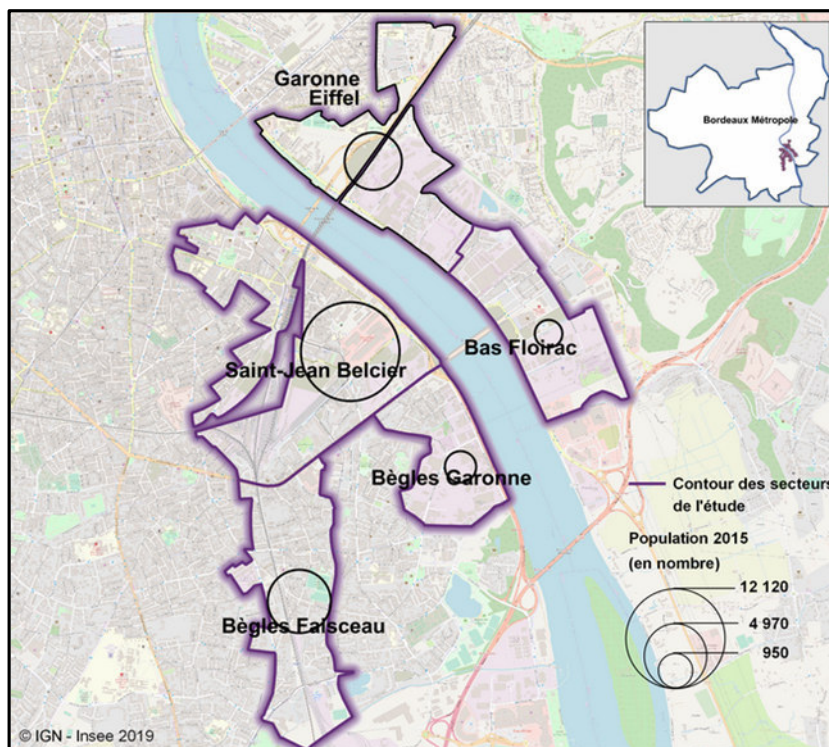 Garonne
Eiffel
Bordeaux Métropole
Saint-Jean Belcier
Bas Floirac
Bègles Garonne
Contour des secteurs
de l'étude
Population 2015
(en nombre)
12 120
4 970
950
Bègles Faisceau
© IGN - Insee 2019